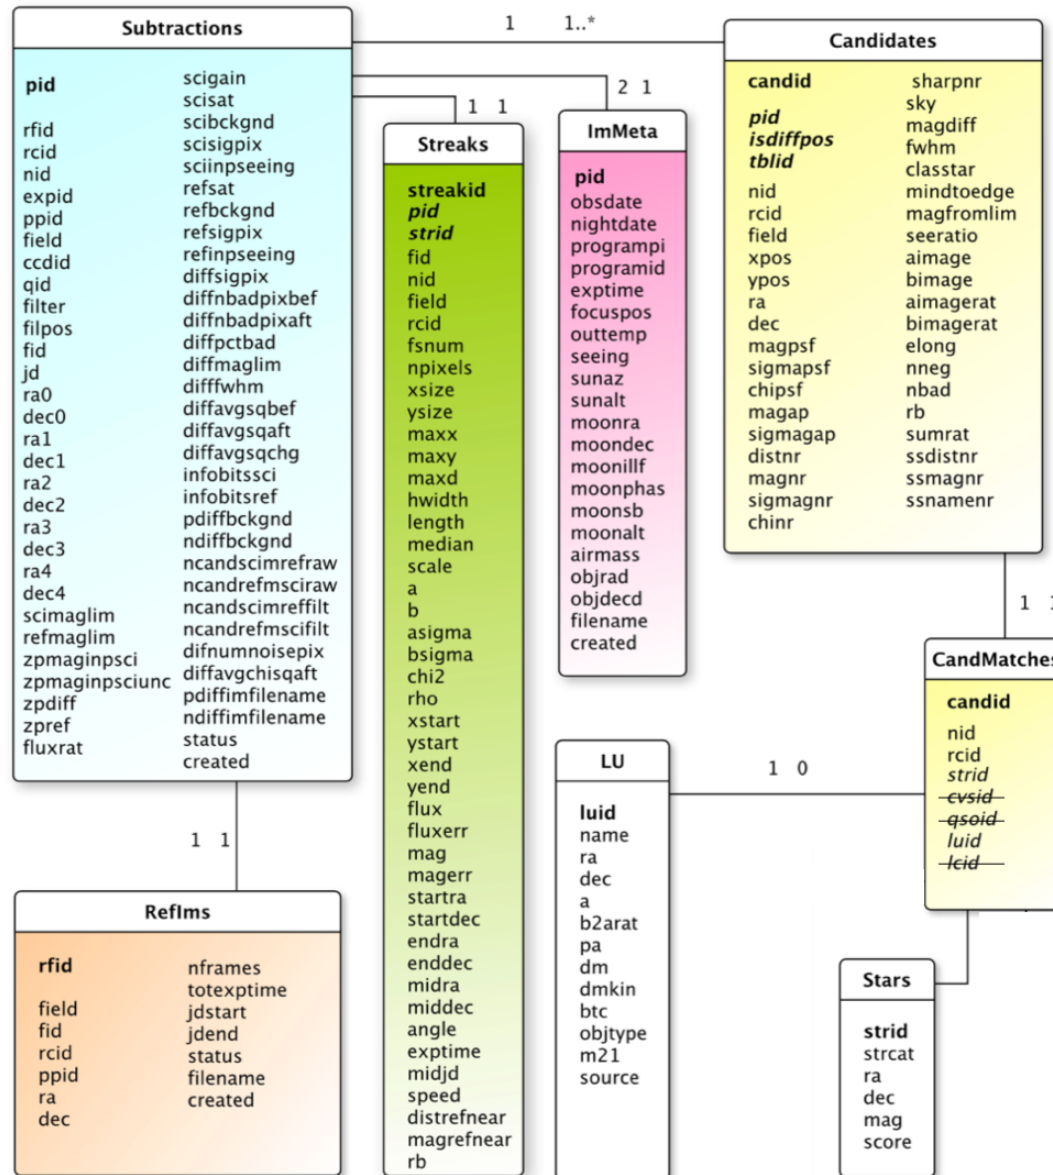 Subtractions
pid
rfid
rcid
nid
expid
ppid
field
ccdid
qid
filter
filpos
fid
jd
ra0
dec0
ra1
dec1
ra2
dec2
ra3
dec3
ra4
dec4
scimaglim
refmaglim
zpmaginpsci
zpmaginpsciunc
zpdiff
zpref
fluxrat
scigain
scisat
scibckgnd
scisigpix
sciinpseeing
refsat
refbckgnd
refsigpix
refinpseeing
diffsigpix
diffnbadpixbef
diffnbadpixaft
diffpctbad
diffmaglim
difffwhm
diffavgsqbef
diffavgsqaft
diffavgsqchg
infobitssci
infobitsref
pdiffbckgnd
ndiffbckgnd
ncandscimrefraw
ncandrefmsciraw
ncandscimreffilt
ncandrefmscifilt
difnumnoisepix
diffavgchisqaft
pdiffimfilename
ndiffimfilename
status
created
1 1..*
2 1
1 1
Streaks
streakid
pid
strid
fid
nid
field
rcid
fsnum
npixels
xsize
ysize
maxx
maxy
maxd
hwidth
length
median
scale
a
b
asigma
bsigma
chi2
rho
xstart
ystart
xend
yend
flux
fluxerr
mag
magerr
startra
startdec
endra
enddec
midra
middec
angle
exptime
midjd
speed
distrefnear
magrefnear
rb
ImMeta
pid
obsdate
nightdate
programpi
programid
exptime
focuspos
outtemp
seeing
sunaz
sunalt
moonra
moondec
moonillf
moonphas
moonsb
moonalt
airmass
objrad
objdecd
filename
created
Candidates
candid
pid
isdiffpos
tblid
nid
rcid
field
xpos
ypos
ra
dec
magpsf
sigmapsf
chipsf
magap
sigmagap
distnr
magnr
sigmagnr
chinr
sharpnr
sky
magdiff
fwhm
classtar
mindtoedge
magfromlim
seeratio
aimage
bimage
aimagerat
bimagerat
elong
nneg
nbad
rb
sumrat
ssdistnr
ssmagnr
ssnamenr
1
CandMatches
candid
nid
rcid
strid
cvsid
qsoid
luid
lcid
1 0
LU
luid
name
ra
dec
a
b2arat
pa
dm
dmkin
btc
objtype
m21
source
Stars
strid
strcat
ra
dec
mag
score
1 1
RefIms
rfid
field
fid
rcid
ppid
ra
dec
nframes
totexptime
jdstart
jdend
status
filename
created